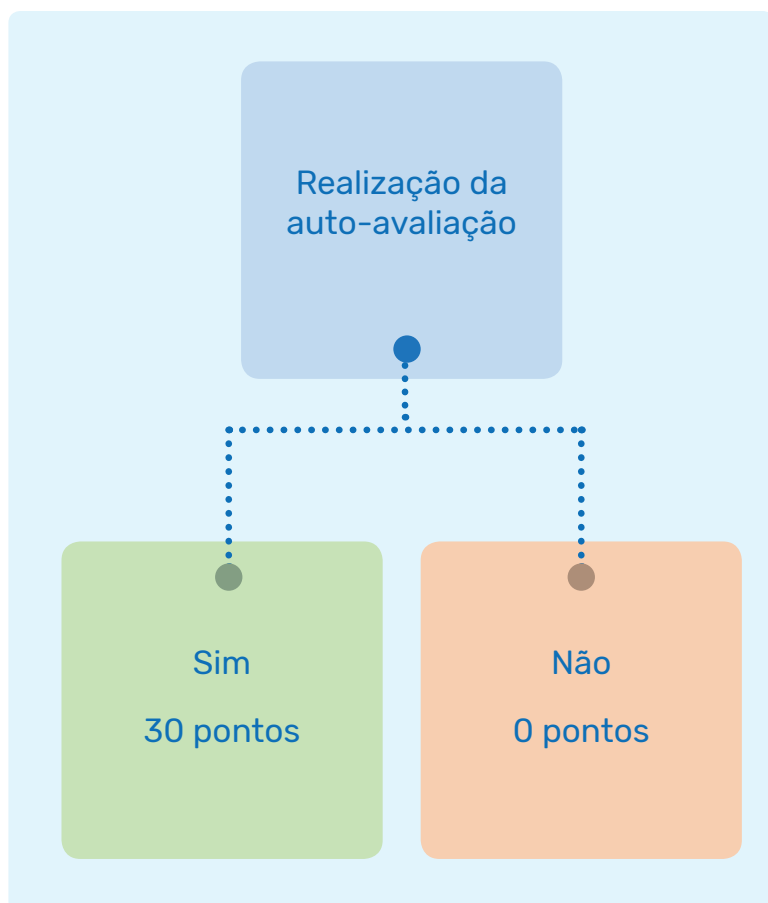 Realização da
auto-avaliação
Sim
30 pontos
Não
0 pontos